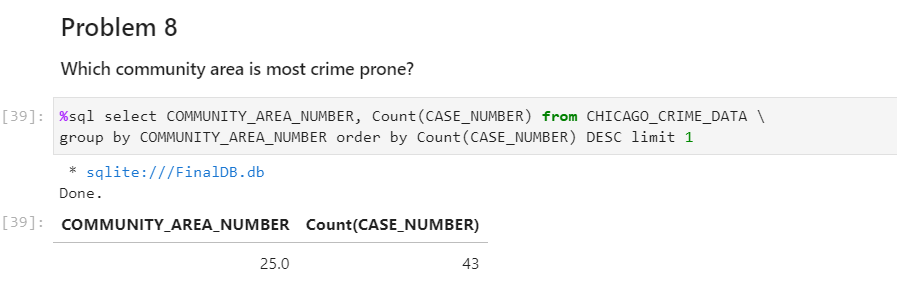 Problem 8
Which community area is most crime prone?
[39]: %sql select COMMUNITY_AREA_NUMBER, Count(CASE_NUMBER) from CHICAGO_CRIME_DATA \
group by COMMUNITY_AREA_NUMBER order by Count(CASE_NUMBER) DESC limit 1
* sqlite:///FinalDB.db
Done.
[39]: COMMUNITY_AREA_NUMBER Count(CASE_NUMBER)
25.0 43